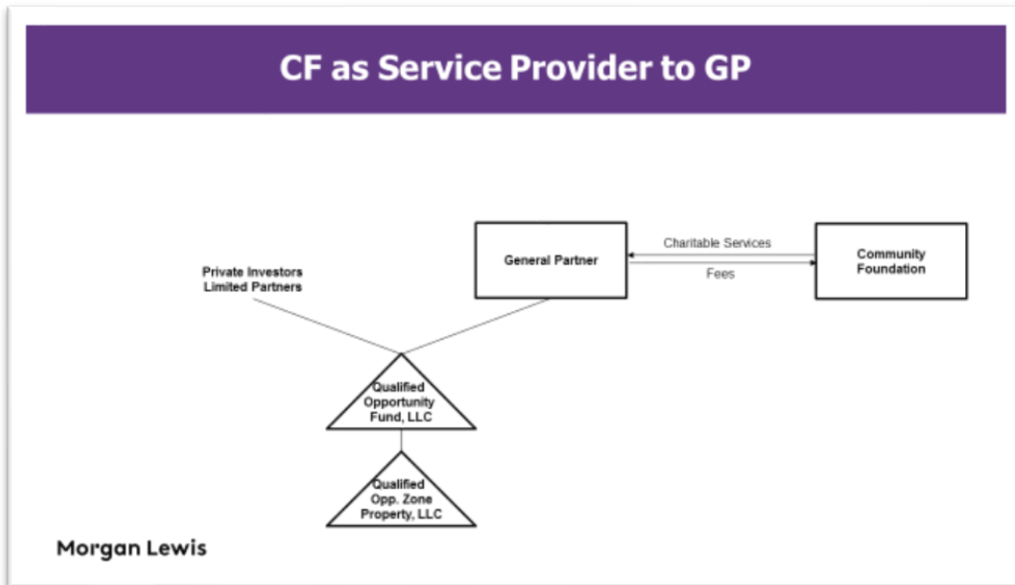 CF as Service Provider to GP
General Partner
Charitable Services
Fees
Community
Foundation
Private Investors
Limited Partners
Qualified
Opportunity
Fund, LLC
Qualified
Opp. Zone
Property, LLC
Morgan Lewis